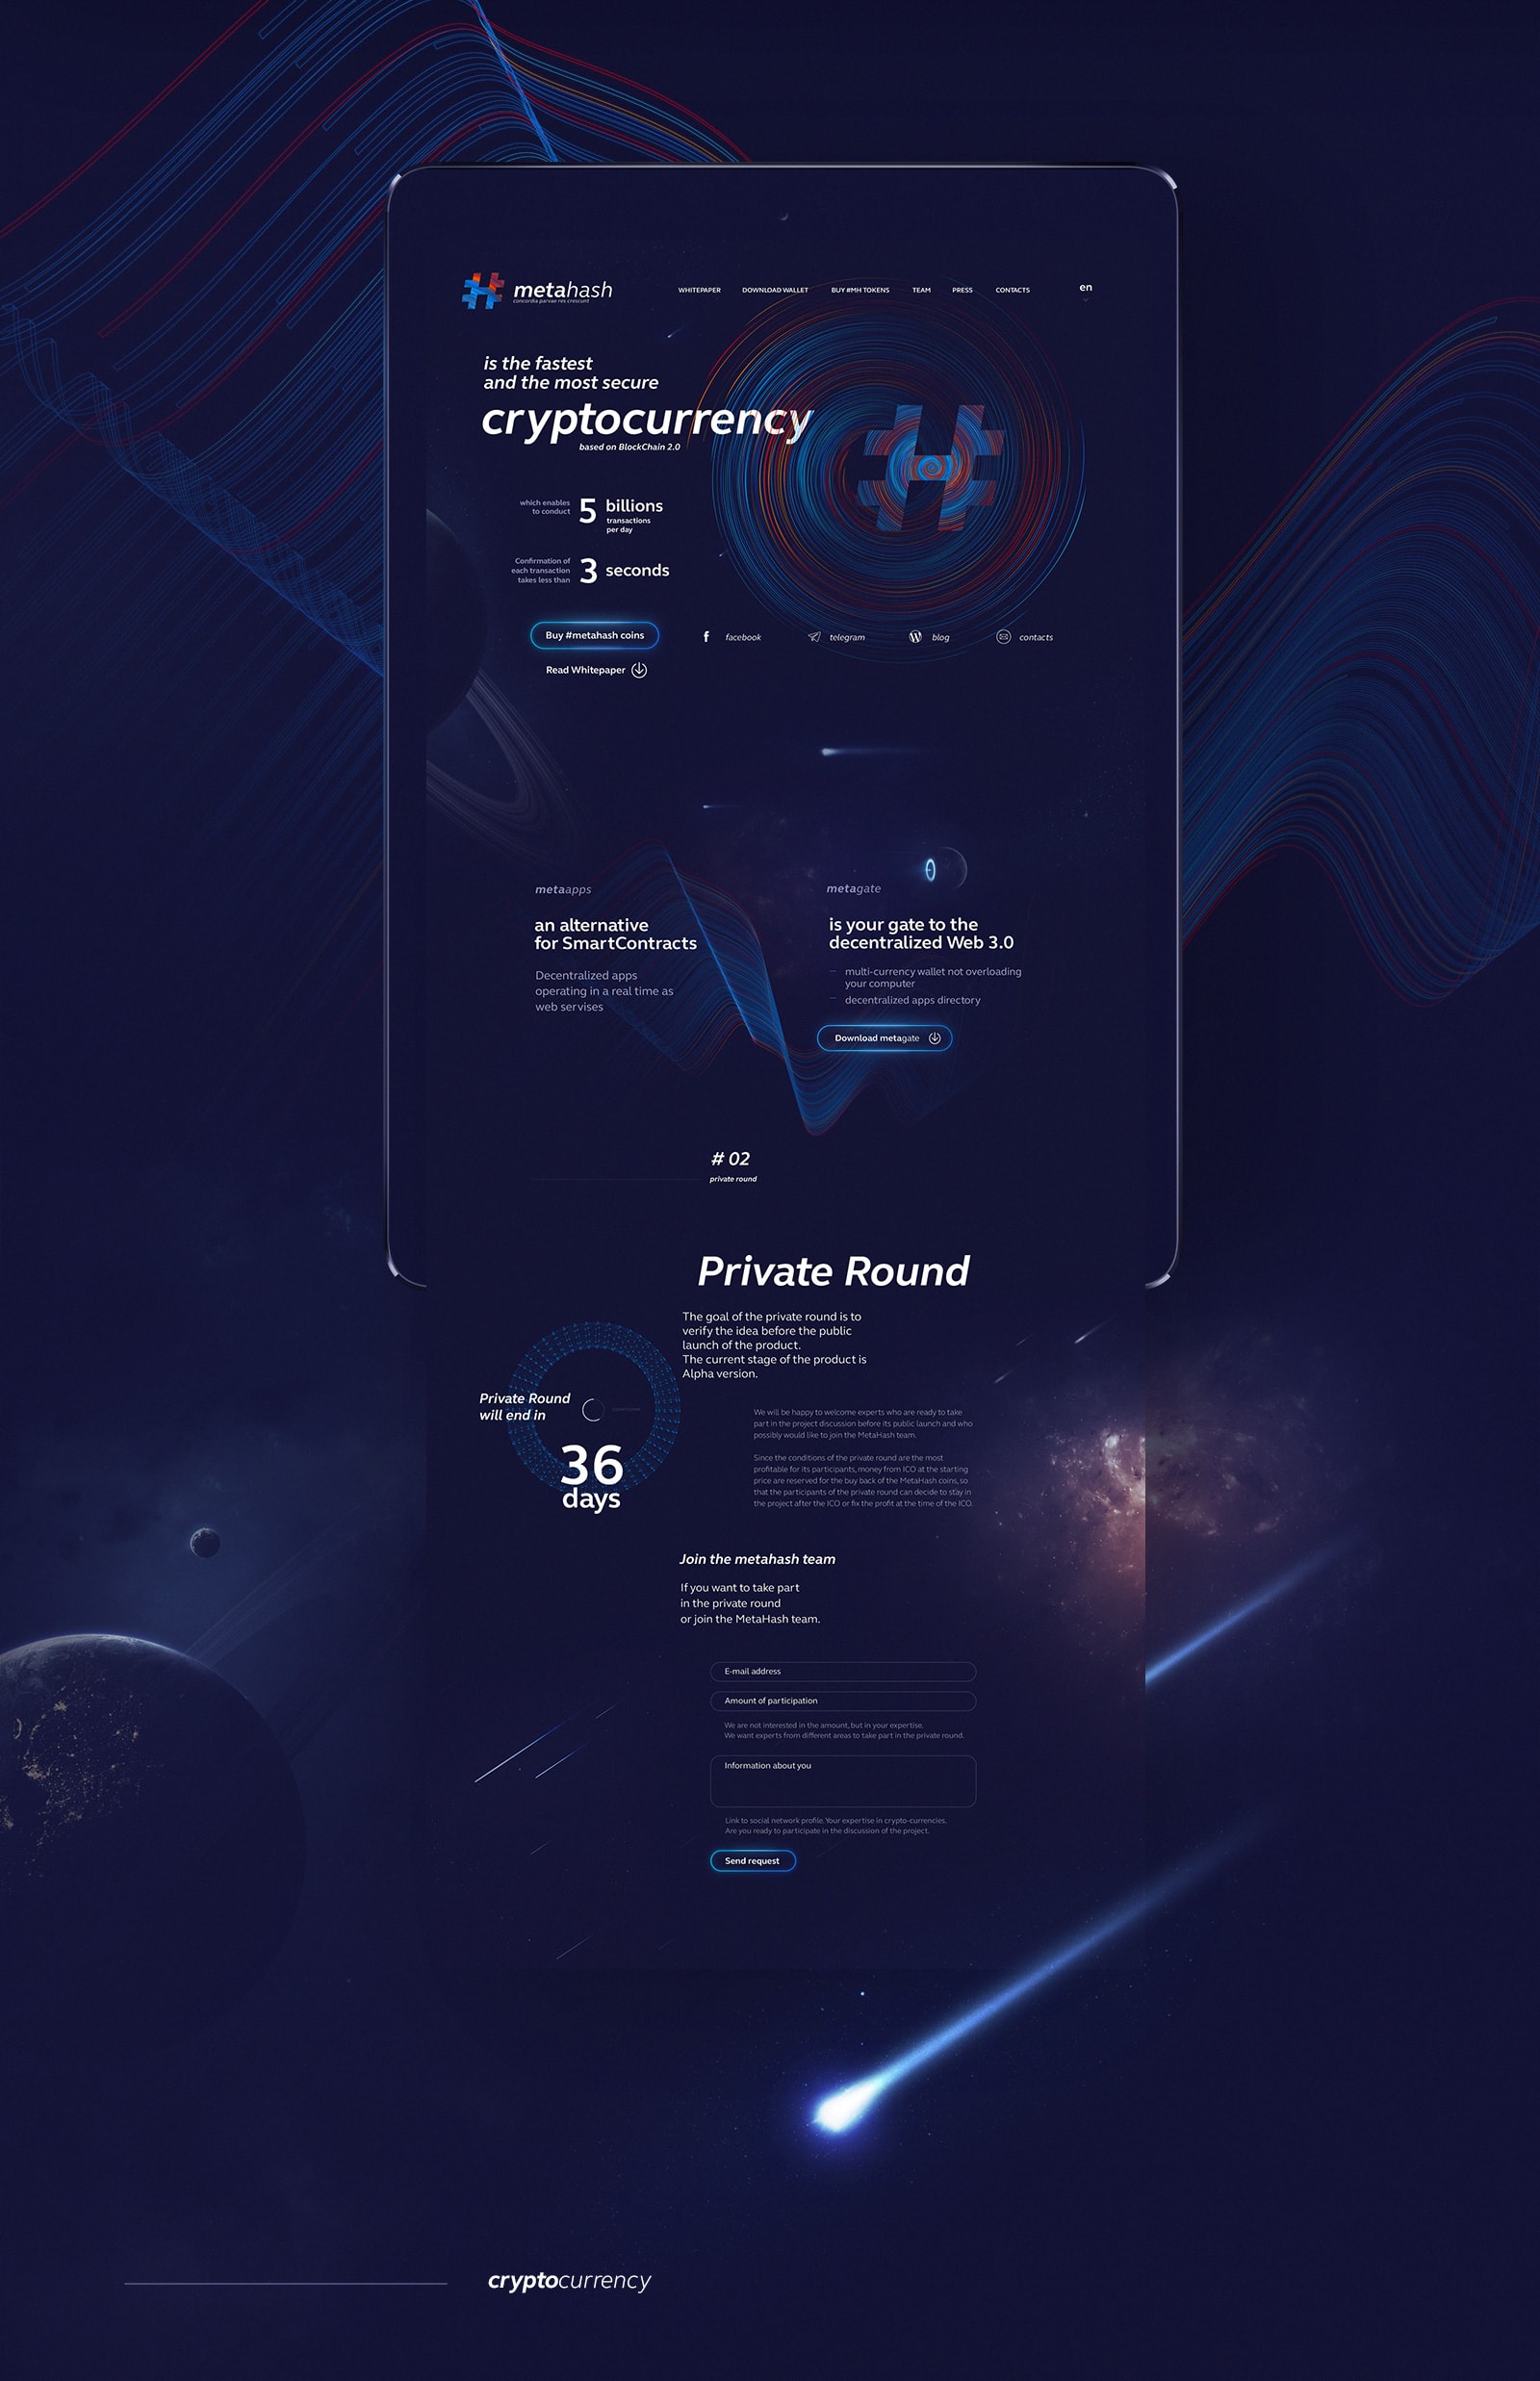 metahash
concordia parvae res crescunt
WHITEPAPER
DOWNLOAD WALLET
BUY #MH TOKENS
TEAM
PRESS
CONTACTS
en
is the fastest
and the most secure
cryptocurrency
based on BlockChain 2.0
which enables
to conduct
5 billions
transactions
per day
Confirmation of
each transaction
takes less than
3 seconds
Buy #metahash coins
Read Whitepaper
facebook
telegram
blog
contacts
metaapps
an alternative
for SmartContracts
Decentralized apps
operating in a real time as
web servises
metagate
is your gate to the
decentralized Web 3.0
multi-currency wallet not overloading
your computer
decentralized apps directory
Download metagate
# 02
private round
Private Round
The goal of the private round is to
verify the idea before the public
launch of the product.
The current stage of the product is
Alpha version.
Private Round
will end in
36
days
We will be happy to welcome experts who are ready to take
part in the project discussion before its public launch and who
possibly would like to join the MetaHash team.
Since the conditions of the private round are the most
profitable for its participants, money from ICO at the starting
price are reserved for the buy back of the MetaHash coins, so
that the participants of the private round can decide to stay in
the project after the ICO or fix the profit at the time of the ICO.
Join the metahash team
If you want to take part
in the private round
or join the MetaHash team.
E-mail address
Amount of participation
We are not interested in the amount, but in your expertise.
We want experts from different areas to take part in the private round.
Information about you
Link to social network profile. Your expertise in crypto-currencies.
Are you ready to participate in the discussion of the project.
Send request
cryptocurrency